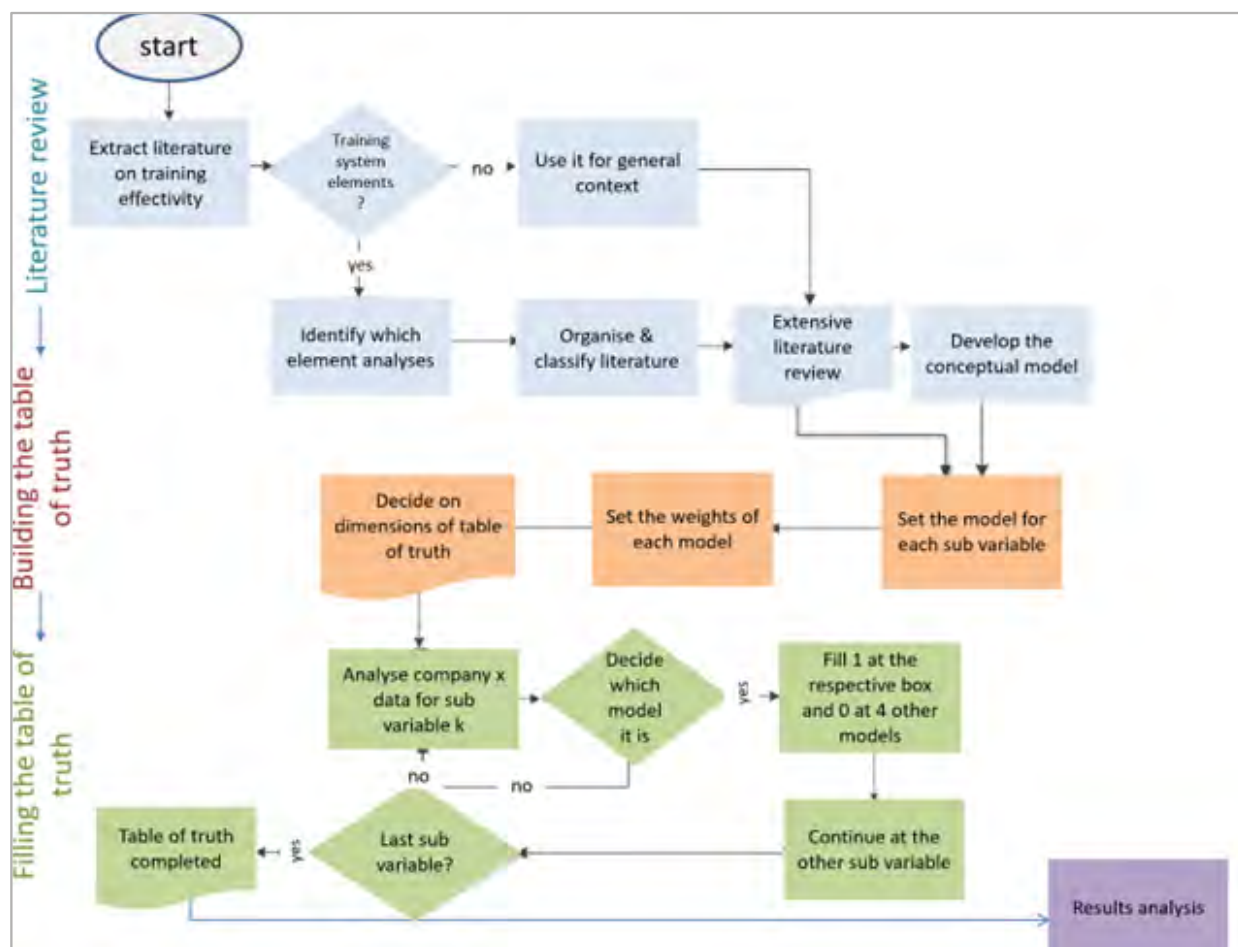 start
Literature review
Extract literature
on training
effectivity
Training
system
elements
?
no
Use it for general
context
yes
Identify which
element analyses
Organise &
classify literature
Extensive
literature
review
Develop the
conceptual model
Building the table
of truth
Decide on
dimensions of table
of truth
Set the weights of
each model
Set the model for
each sub variable
Filling the table of
truth
Analyse company x
data for sub
variable k
Decide
which
model
it is
yes
Fill 1 at the
respective box
and 0 at 4 other
models
no
no
Table of truth
completed
yes
Last sub
variable?
Continue at the
other sub variable
Results analysis